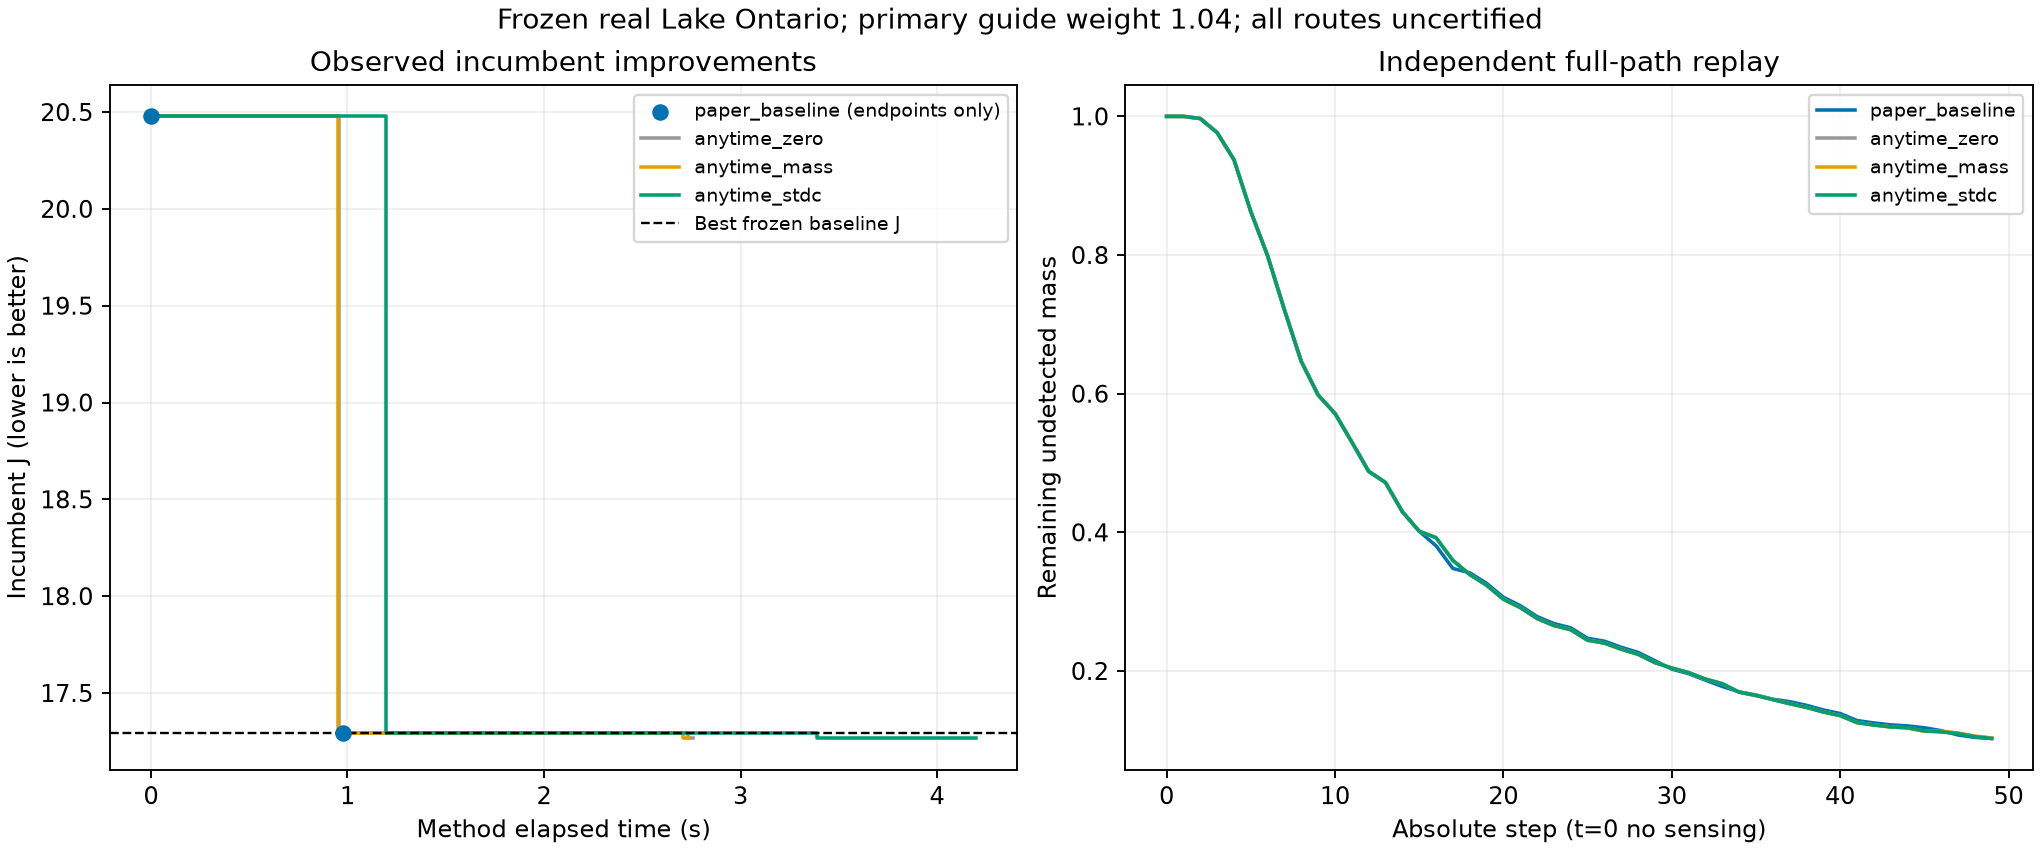 Frozen real Lake Ontario; primary guide weight 1.04; all routes uncertified
Observed incumbent improvements
Incumbent J (lower is better)
20.5
20.0
19.5
19.0
18.5
18.0
17.5
paper_baseline (endpoints only)
anytime_zero
anytime_mass
anytime_stdc
Best frozen baseline J
0
1
2
3
4
Method elapsed time (s)
Independent full-path replay
Remaining undetected mass
1.0
0.8
0.6
0.4
0.2
paper_baseline
anytime_zero
anytime_mass
anytime_stdc
0
10
20
30
40
50
Absolute step (t=0 no sensing)